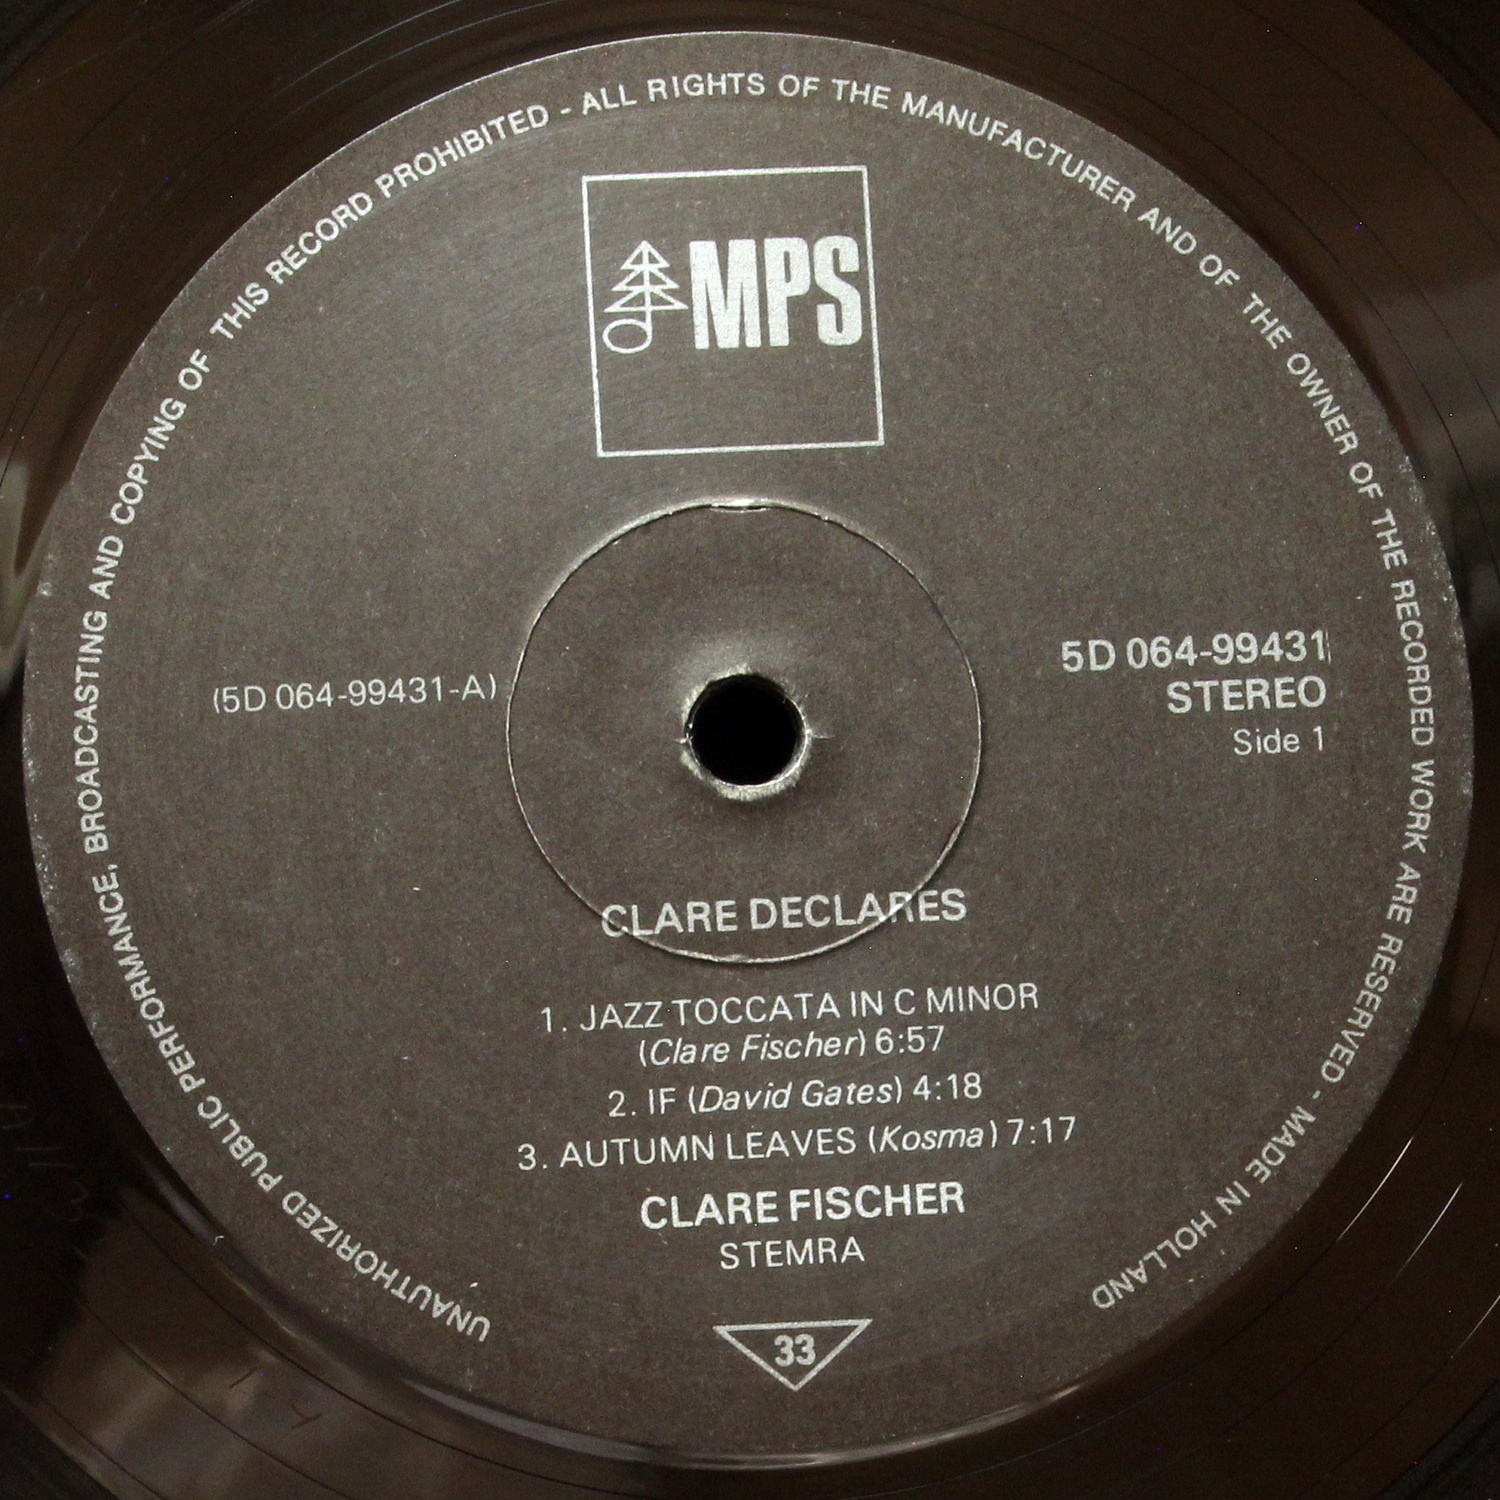 UNAUTHORIZED PUBLIC PERFORMANCE, BROADCASTING AND COPYING OF THIS RECORD PROHIBITED - ALL RIGHTS OF THE MANUFACTURER AND OF THE OWNER OF THE RECORDED WORK ARE RESERVED - MADE IN HOLLAND
MPS
(5D 064-99431-A)
5D 064-99431
STEREO
Side 1
CLARE DECLARES
1. JAZZ TOCCATA IN C MINOR
(Clare Fischer) 6:57
2. IF (David Gates) 4:18
3. AUTUMN LEAVES (Kosma) 7:17
CLARE FISCHER
STEMRA
33